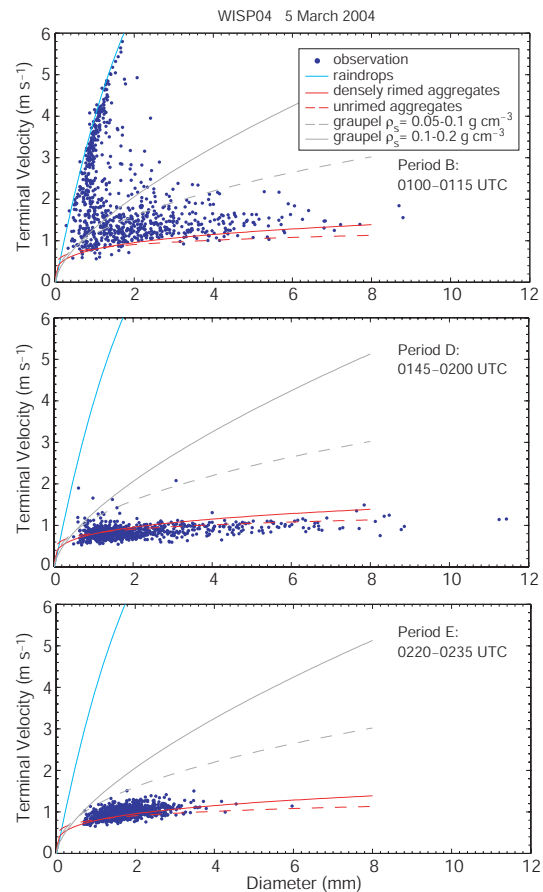 WISP04 5 March 2004
6
5
4
3
2
1
0
Terminal Velocity (m s⁻¹)
observation
raindrops
densely rimed aggregates
unrimed aggregates
graupel ρs= 0.05-0.1 g cm⁻³
graupel ρs= 0.1-0.2 g cm⁻³
Period B:
0100–0115 UTC
0 2 4 6 8 10 12
6
5
4
3
2
1
0
Terminal Velocity (m s⁻¹)
Period D:
0145–0200 UTC
0 2 4 6 8 10 12
6
5
4
3
2
1
0
Terminal Velocity (m s⁻¹)
Period E:
0220–0235 UTC
0 2 4 6 8 10 12
Diameter (mm)